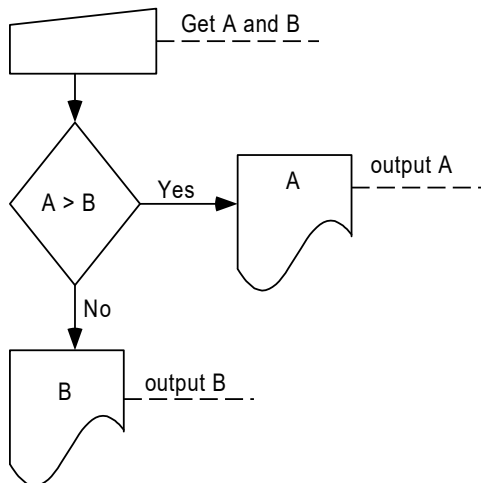 Get A and B
A > B
Yes
A
output A
No
B
output B